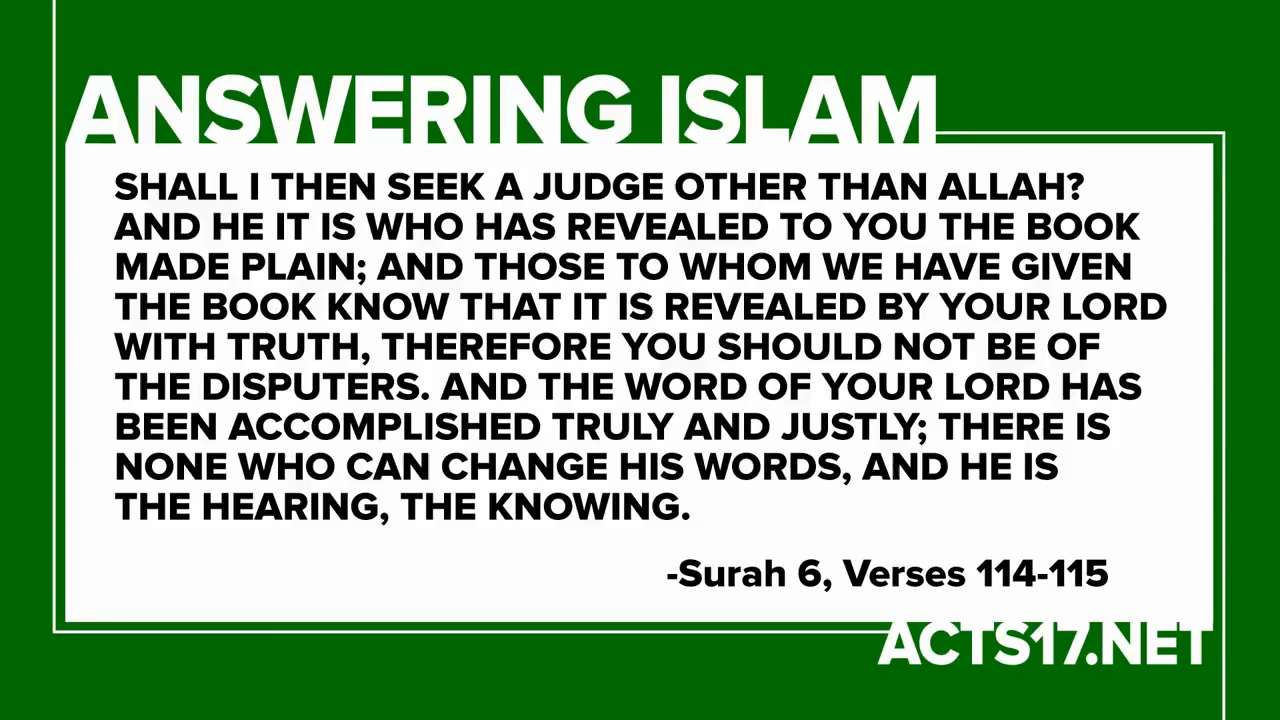 ANSWERING ISLAM
SHALL I THEN SEEK A JUDGE OTHER THAN ALLAH?
AND HE IT IS WHO HAS REVEALED TO YOU THE BOOK
MADE PLAIN; AND THOSE TO WHOM WE HAVE GIVEN
THE BOOK KNOW THAT IT IS REVEALED BY YOUR LORD
WITH TRUTH, THEREFORE YOU SHOULD NOT BE OF
THE DISPUTERS. AND THE WORD OF YOUR LORD HAS
BEEN ACCOMPLISHED TRULY AND JUSTLY; THERE IS
NONE WHO CAN CHANGE HIS WORDS, AND HE IS
THE HEARING, THE KNOWING.
-Surah 6, Verses 114-115
ACTS17.NET